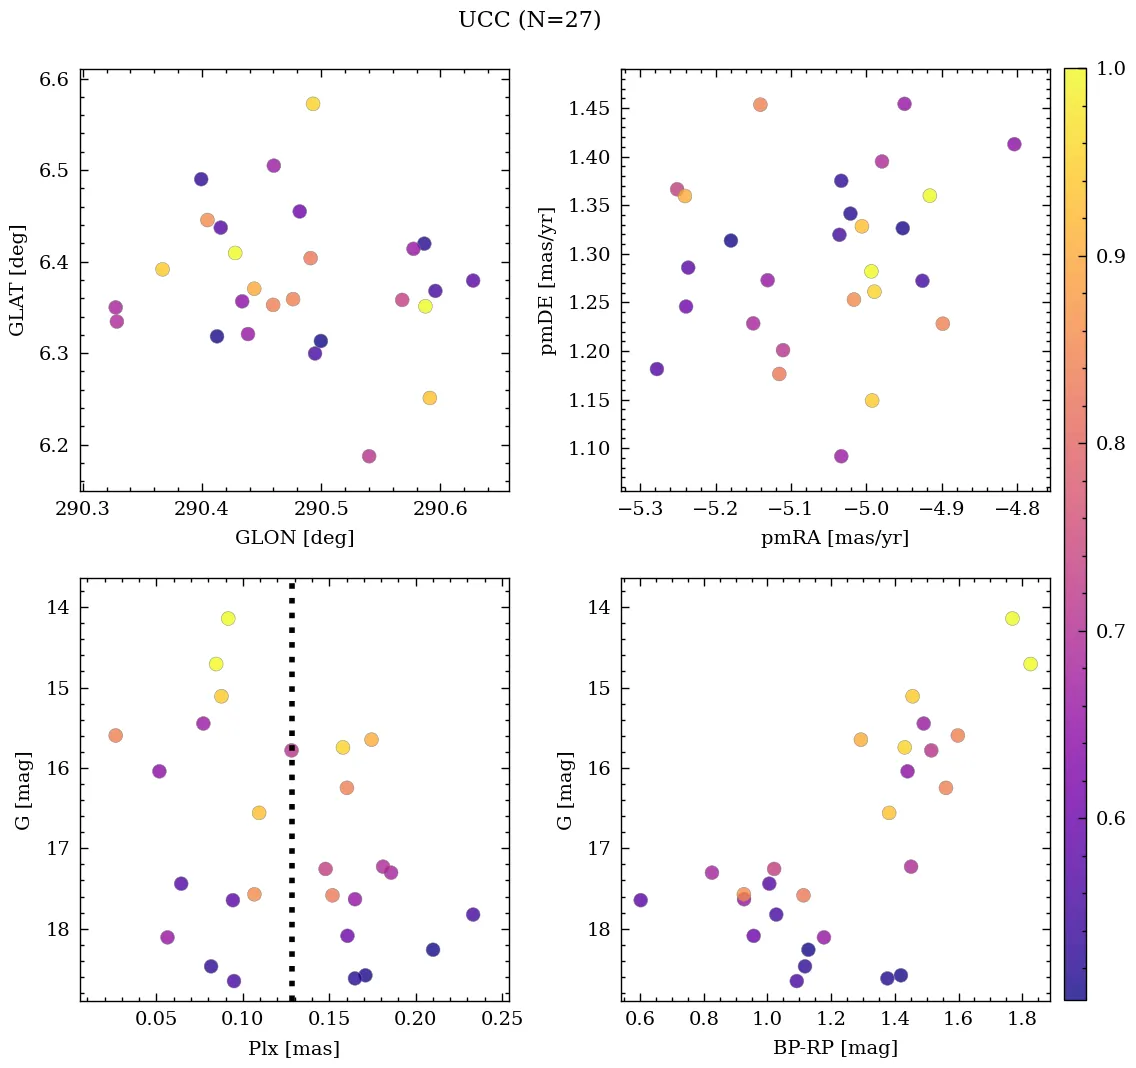 UCC (N=27)
6.6
6.5
6.4
6.3
6.2
GLAT [deg]
290.3 290.4 290.5 290.6
GLON [deg]
1.45
1.40
1.35
1.30
1.25
1.20
1.15
1.10
pmDE [mas/yr]
−5.3 −5.2 −5.1 −5.0 −4.9 −4.8
pmRA [mas/yr]
14
15
16
17
18
G [mag]
0.05 0.10 0.15 0.20 0.25
Plx [mas]
14
15
16
17
18
G [mag]
0.6 0.8 1.0 1.2 1.4 1.6 1.8
BP-RP [mag]
1.0
0.9
0.8
0.7
0.6